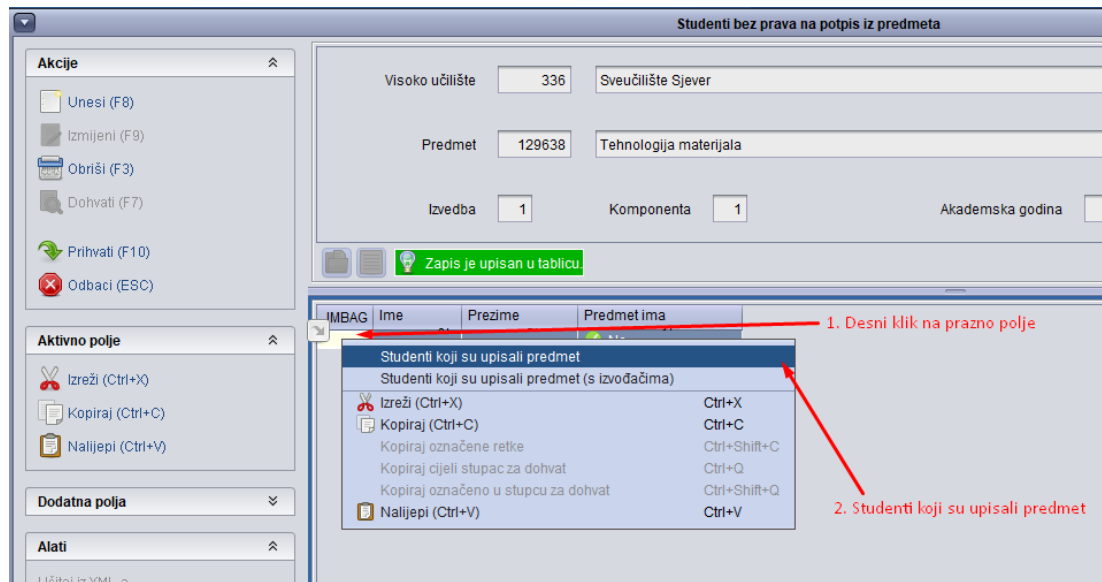 Studenti bez prava na potpis iz predmeta
Akcije
Unesi (F8)
Izmijeni (F9)
Obriši (F3)
Dohvati (F7)
Prihvati (F10)
Odbaci (ESC)
Aktivno polje
Izreži (Ctrl+X)
Kopiraj (Ctrl+C)
Nalijepi (Ctrl+V)
Dodatna polja
Alati
Visoko učilište 336 Sveučilište Sjever
Predmet 129638 Tehnologija materijala
Izvedba 1 Komponenta 1 Akademska godina
Zapis je upisan u tablicu.
IMBAG Ime Prezime Predmet ima
1. Desni klik na prazno polje
Studenti koji su upisali predmet
Studenti koji su upisali predmet (s izvođačima)
Izreži (Ctrl+X) Ctrl+X
Kopiraj (Ctrl+C) Ctrl+C
Kopiraj označene retke Ctrl+Shift+C
Kopiraj cijeli stupac za dohvat Ctrl+Q
Kopiraj označeno u stupcu za dohvat Ctrl+Shift+Q
Nalijepi (Ctrl+V) Ctrl+V
2. Studenti koji su upisali predmet